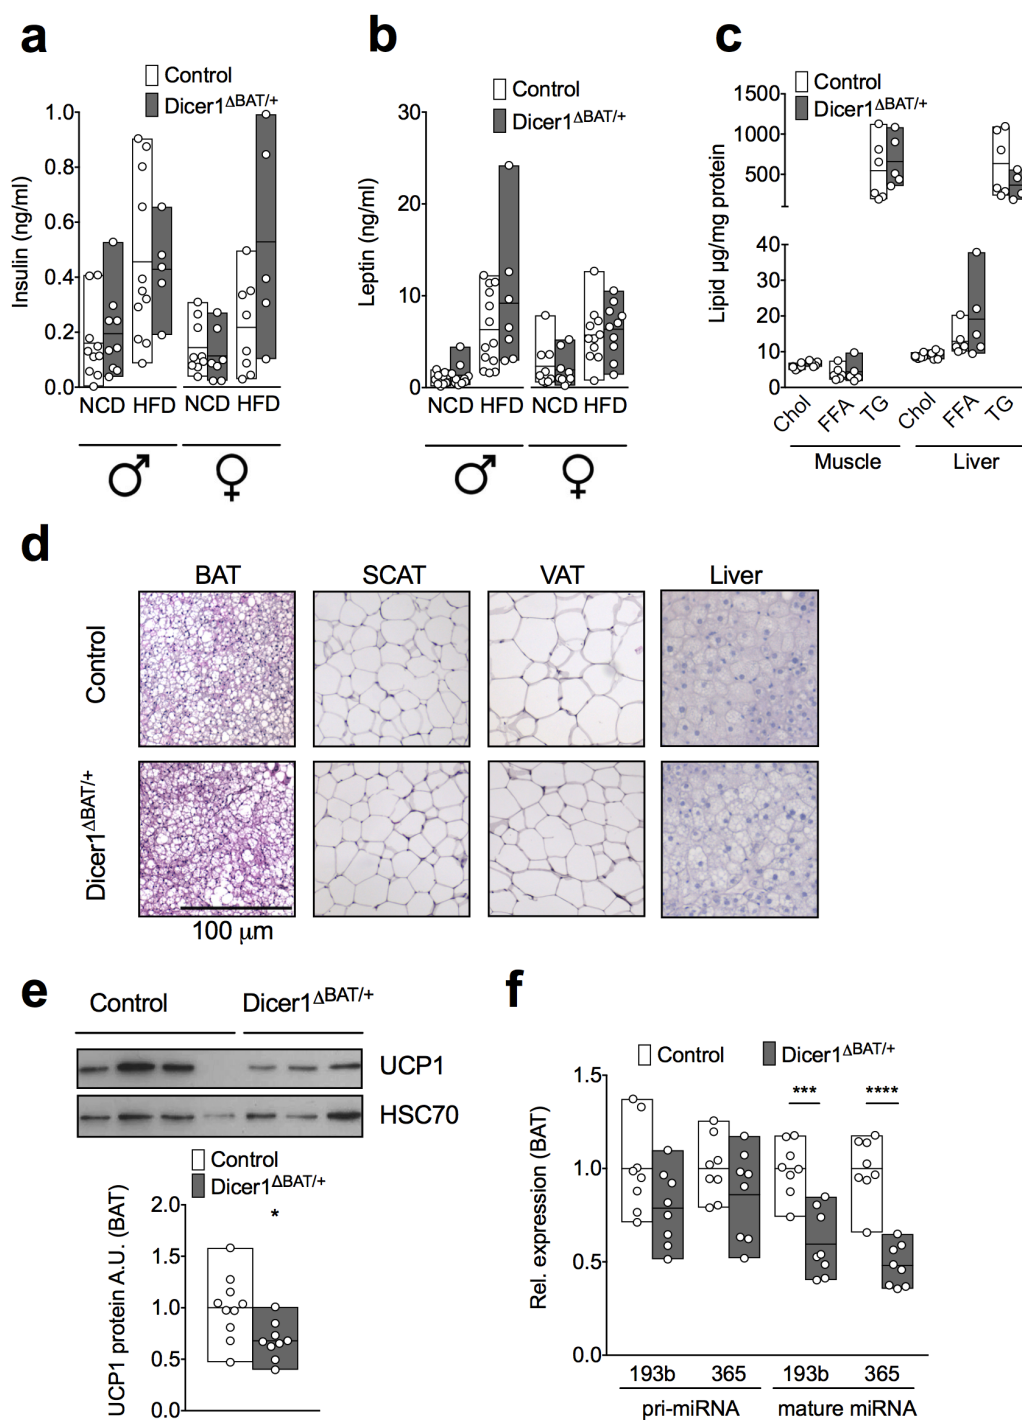 a
Control
Dicer1ΔBAT/+
Insulin (ng/ml)
1.0
0.8
0.6
0.4
0.2
0.0
NCD HFD NCD HFD
♂ ♀
b
Control
Dicer1ΔBAT/+
Leptin (ng/ml)
30
20
10
0
NCD HFD NCD HFD
♂ ♀
c
Control
Dicer1ΔBAT/+
Lipid µg/mg protein
1500
1000
500
40
30
20
10
0
Chol FFA TG Chol FFA TG
Muscle Liver
d
BAT SCAT VAT Liver
Control
Dicer1ΔBAT/+
100 µm
e
Control Dicer1ΔBAT/+
UCP1
HSC70
Control
Dicer1ΔBAT/+
UCP1 protein A.U. (BAT)
2.0
1.5
1.0
0.5
0.0
*
f
Control Dicer1ΔBAT/+
Rel. expression (BAT)
1.5
1.0
0.5
0.0
*** ****
193b 365 193b 365
pri-miRNA mature miRNA